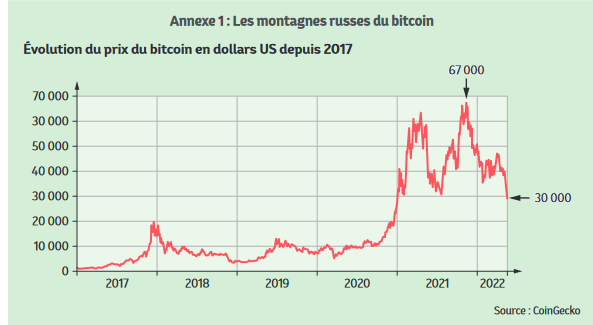 Annexe 1 : Les montagnes russes du bitcoin
Évolution du prix du bitcoin en dollars US depuis 2017
67 000
70 000
30 000
50 000
40 000
30 000
20 000
10 000
0
30 000
2017 2018 2019 2020 2021 2022
Source : CoinGecko